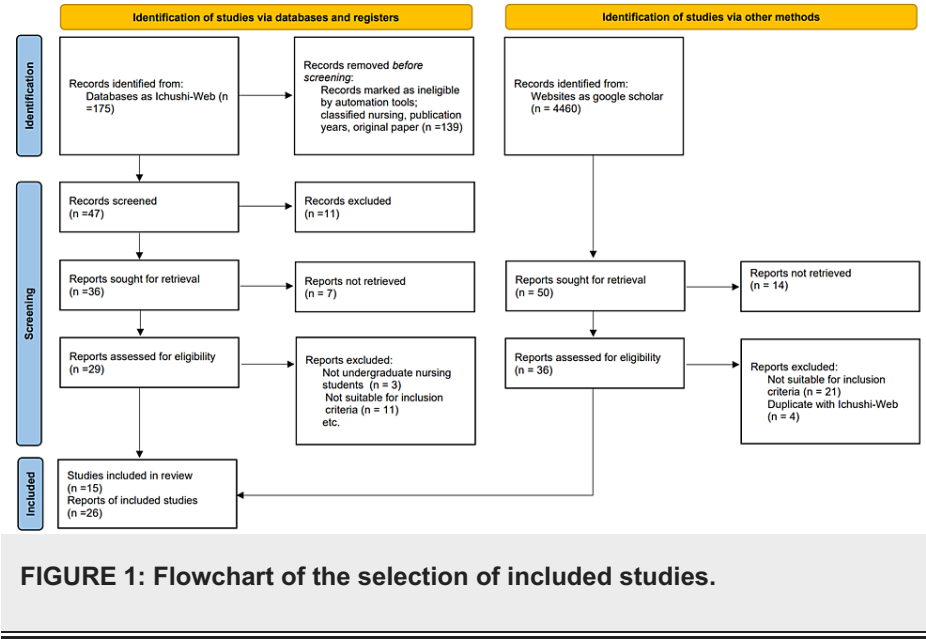 Identification of studies via databases and registers
Identification of studies via other methods
Identification
Records identified from:
Databases as Ichushi-Web (n
=175)
Records removed before
screening:
Records marked as ineligible
by automation tools;
classified nursing, publication
years, original paper (n =139)
Records identified from:
Websites as google scholar
(n = 4460)
Screening
Records screened
(n =47)
Records excluded
(n =11)
Reports sought for retrieval
(n =36)
Reports not retrieved
(n = 7)
Reports sought for retrieval
(n = 50)
Reports not retrieved
(n = 14)
Reports assessed for eligibility
(n =29)
Reports excluded:
Not undergraduate nursing
students (n = 3)
Not suitable for inclusion
criteria (n = 11)
etc.
Reports assessed for eligibility
(n = 36)
Reports excluded:
Not suitable for inclusion
criteria (n = 21)
Duplicate with Ichushi-Web
(n = 4)
Included
Studies included in review
(n =15)
Reports of included studies
(n =26)
FIGURE 1: Flowchart of the selection of included studies.